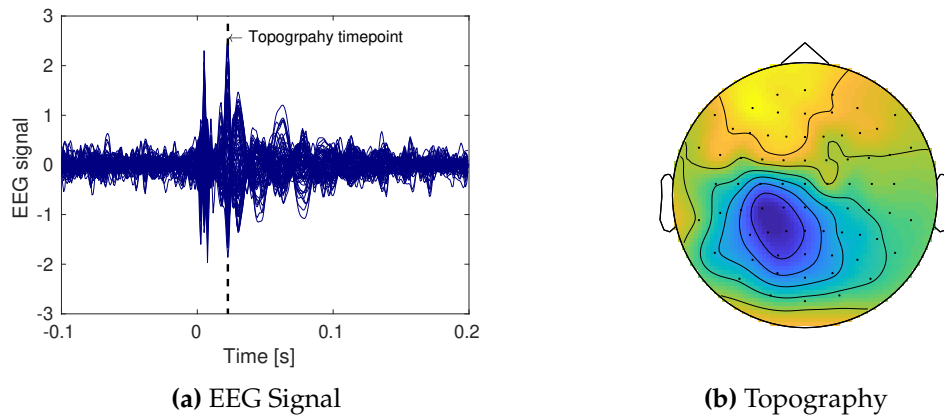 3
2
1
0
-1
-2
-3
EEG signal
← Topogrpahy timepoint
-0.1
0
0.1
0.2
Time [s]
(a) EEG Signal
(b) Topography